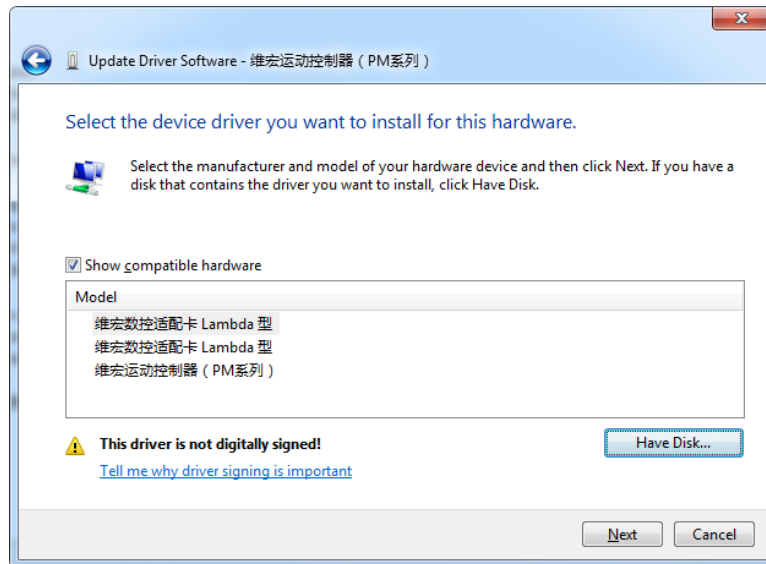 Update Driver Software - 维宏运动控制器（PM系列）
Select the device driver you want to install for this hardware.
Select the manufacturer and model of your hardware device and then click Next. If you have a
disk that contains the driver you want to install, click Have Disk.
Show compatible hardware
Model
维宏数控适配卡 Lambda 型
维宏数控适配卡 Lambda 型
维宏运动控制器（PM系列）
This driver is not digitally signed!
Have Disk...
Tell me why driver signing is important
Next
Cancel